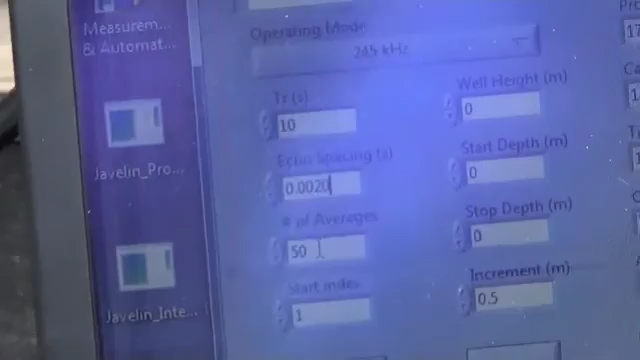 Measurem...
& Automat...
Javelin_Pro...
Javelin_Inte...
Operating Mode
245 kHz
Tr (s)
10
Echo Spacing (s)
0.0020
# of Averages
50
Start index
1
Well Height (m)
0
Start Depth (m)
0
Stop Depth (m)
0
Increment (m)
0.5